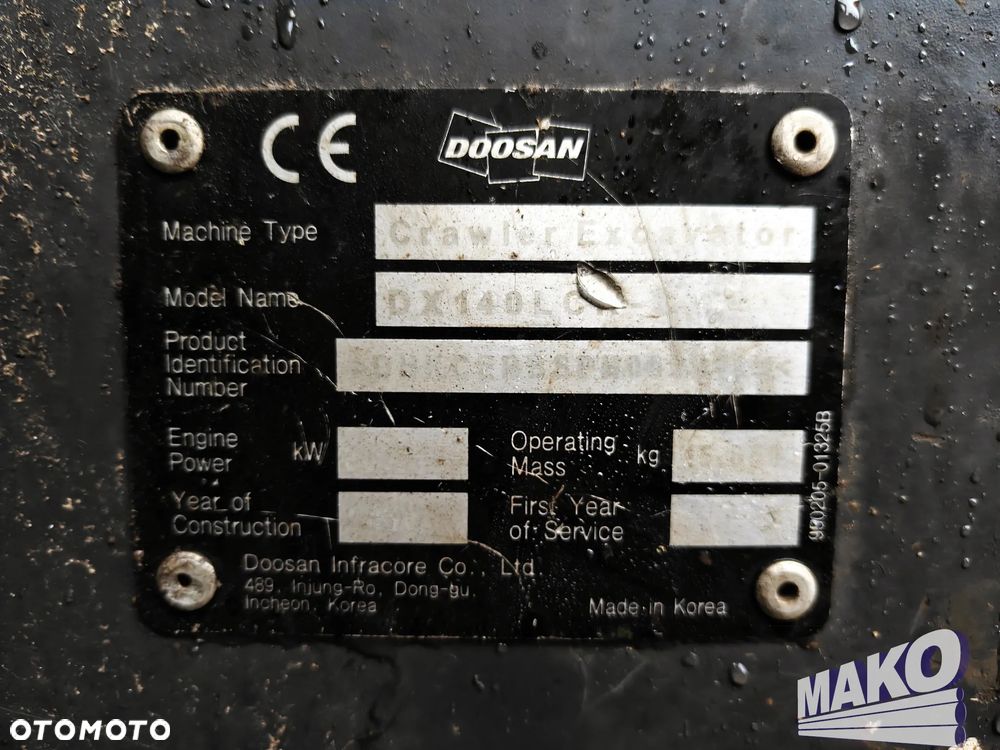 CE
DOOSAN
Machine Type Crawler Excavator
Model Name DX140LC
Product
Identification
Number
Engine
Power kW
Operating
Mass kg
Year of
Construction
First Year
of Service
Doosan Infracore Co., Ltd.
489, Injung-Ro, Dong-gu,
Incheon, Korea
Made in Korea
950205-01325B
MAKO
OTOMOTO